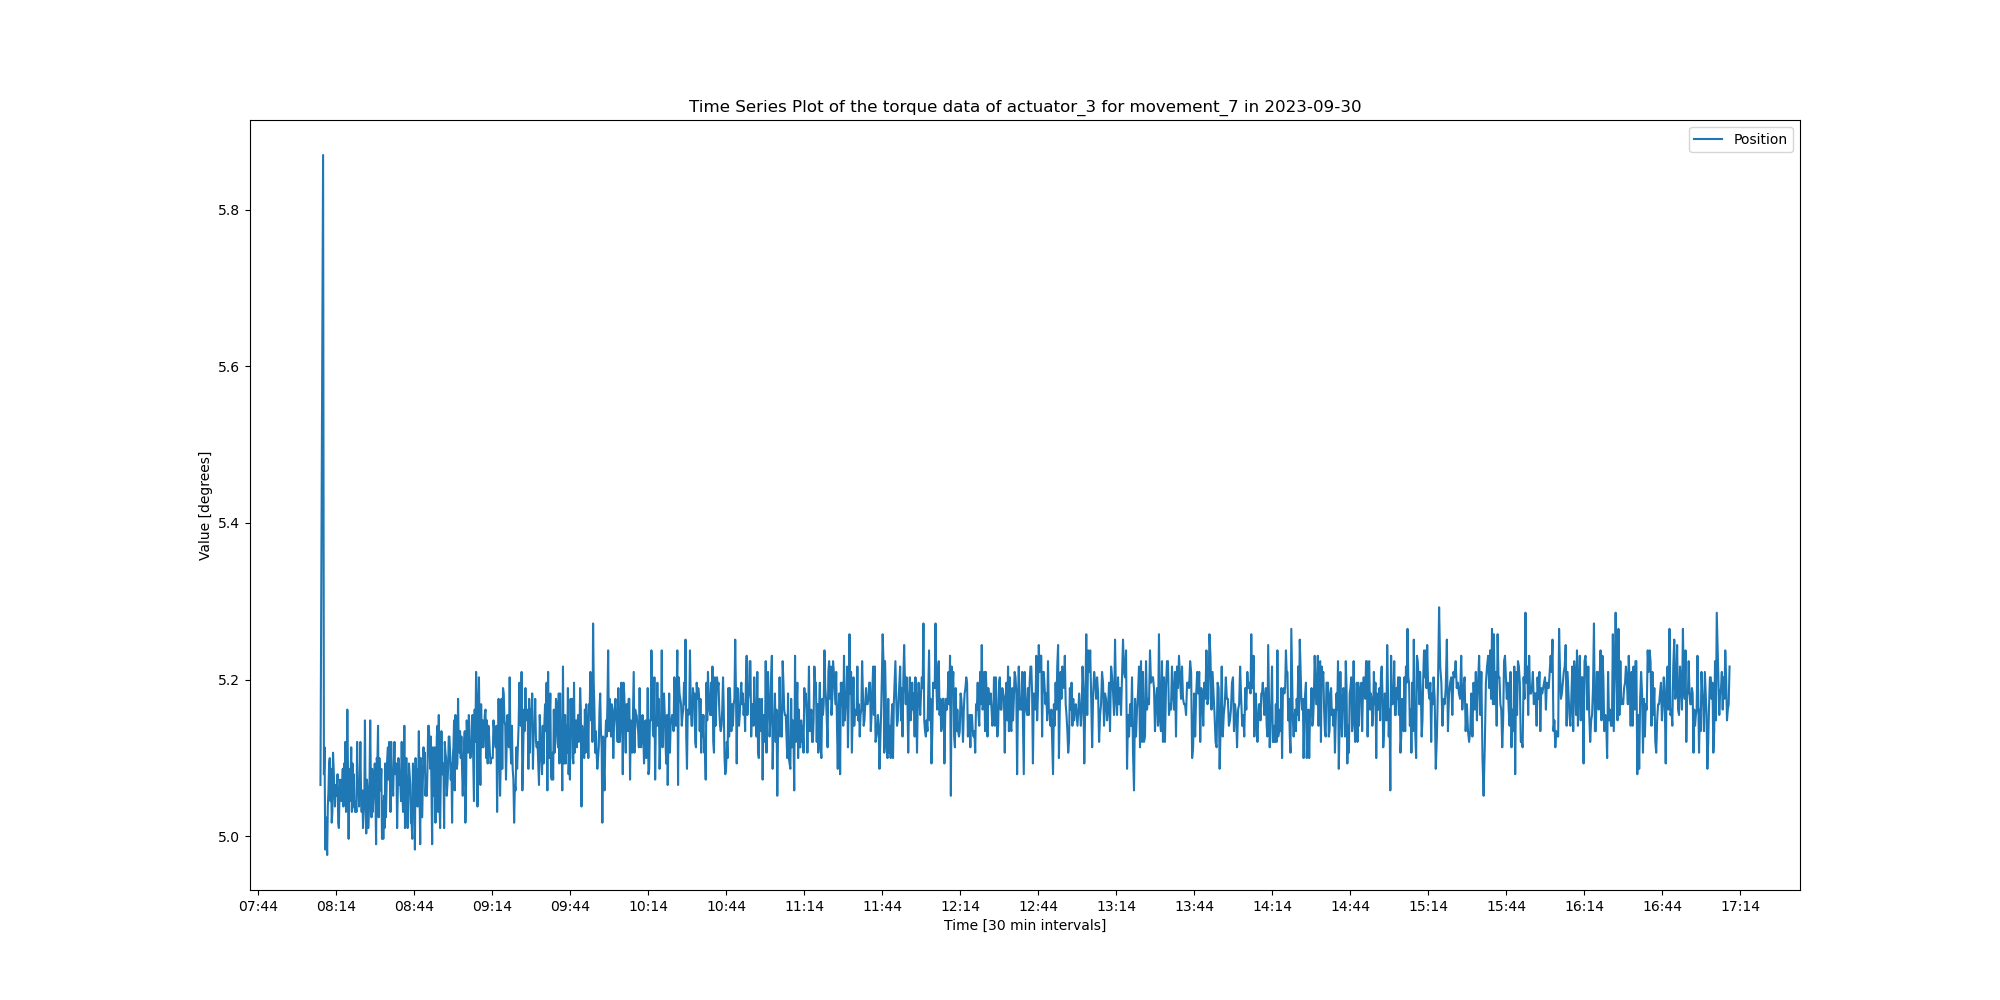 Time Series Plot of the torque data of actuator_3 for movement_7 in 2023-09-30
Position
Value [degrees]
5.8
5.6
5.4
5.2
5.0
07:44 08:14 08:44 09:14 09:44 10:14 10:44 11:14 11:44 12:14 12:44 13:14 13:44 14:14 14:44 15:14 15:44 16:14 16:44 17:14
Time [30 min intervals]